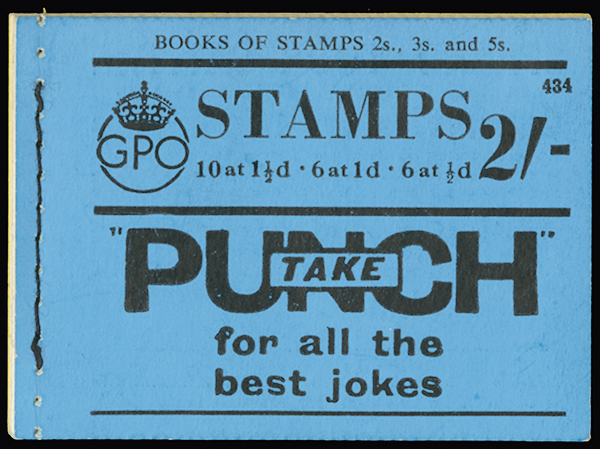 BOOKS OF STAMPS 2s., 3s. and 5s.
434
GPO
STAMPS 2/-
10 at 1½d · 6 at 1d · 6 at ½d
"PUNCH"
TAKE
for all the
best jokes